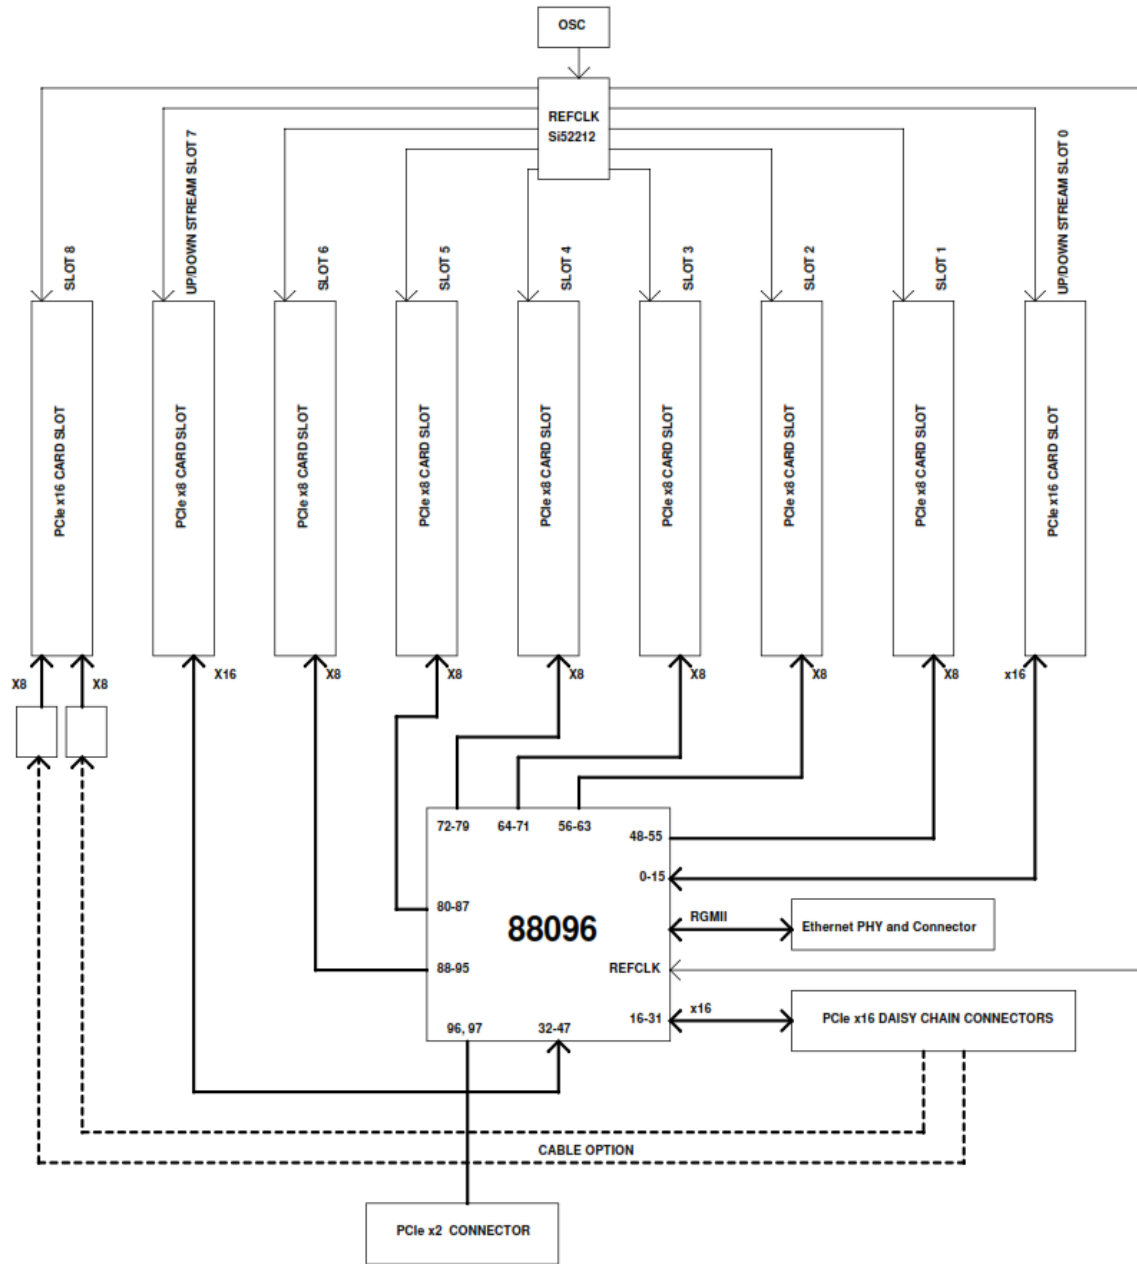 OSC
REFCLK
Si52212
SLOT 8
UP/DOWN STREAM SLOT 7
SLOT 6
SLOT 5
SLOT 4
SLOT 3
SLOT 2
SLOT 1
UP/DOWN STREAM SLOT 0
PCIe x16 CARD SLOT
PCIe x8 CARD SLOT
PCIe x8 CARD SLOT
PCIe x8 CARD SLOT
PCIe x8 CARD SLOT
PCIe x8 CARD SLOT
PCIe x8 CARD SLOT
PCIe x8 CARD SLOT
PCIe x16 CARD SLOT
X8
X8
X16
X8
X8
X8
X8
X8
X8
x16
72-79
64-71
56-63
48-55
0-15
80-87
88096
RGMII
Ethernet PHY and Connector
88-95
REFCLK
96, 97
32-47
16-31
x16
PCIe x16 DAISY CHAIN CONNECTORS
CABLE OPTION
PCIe x2 CONNECTOR